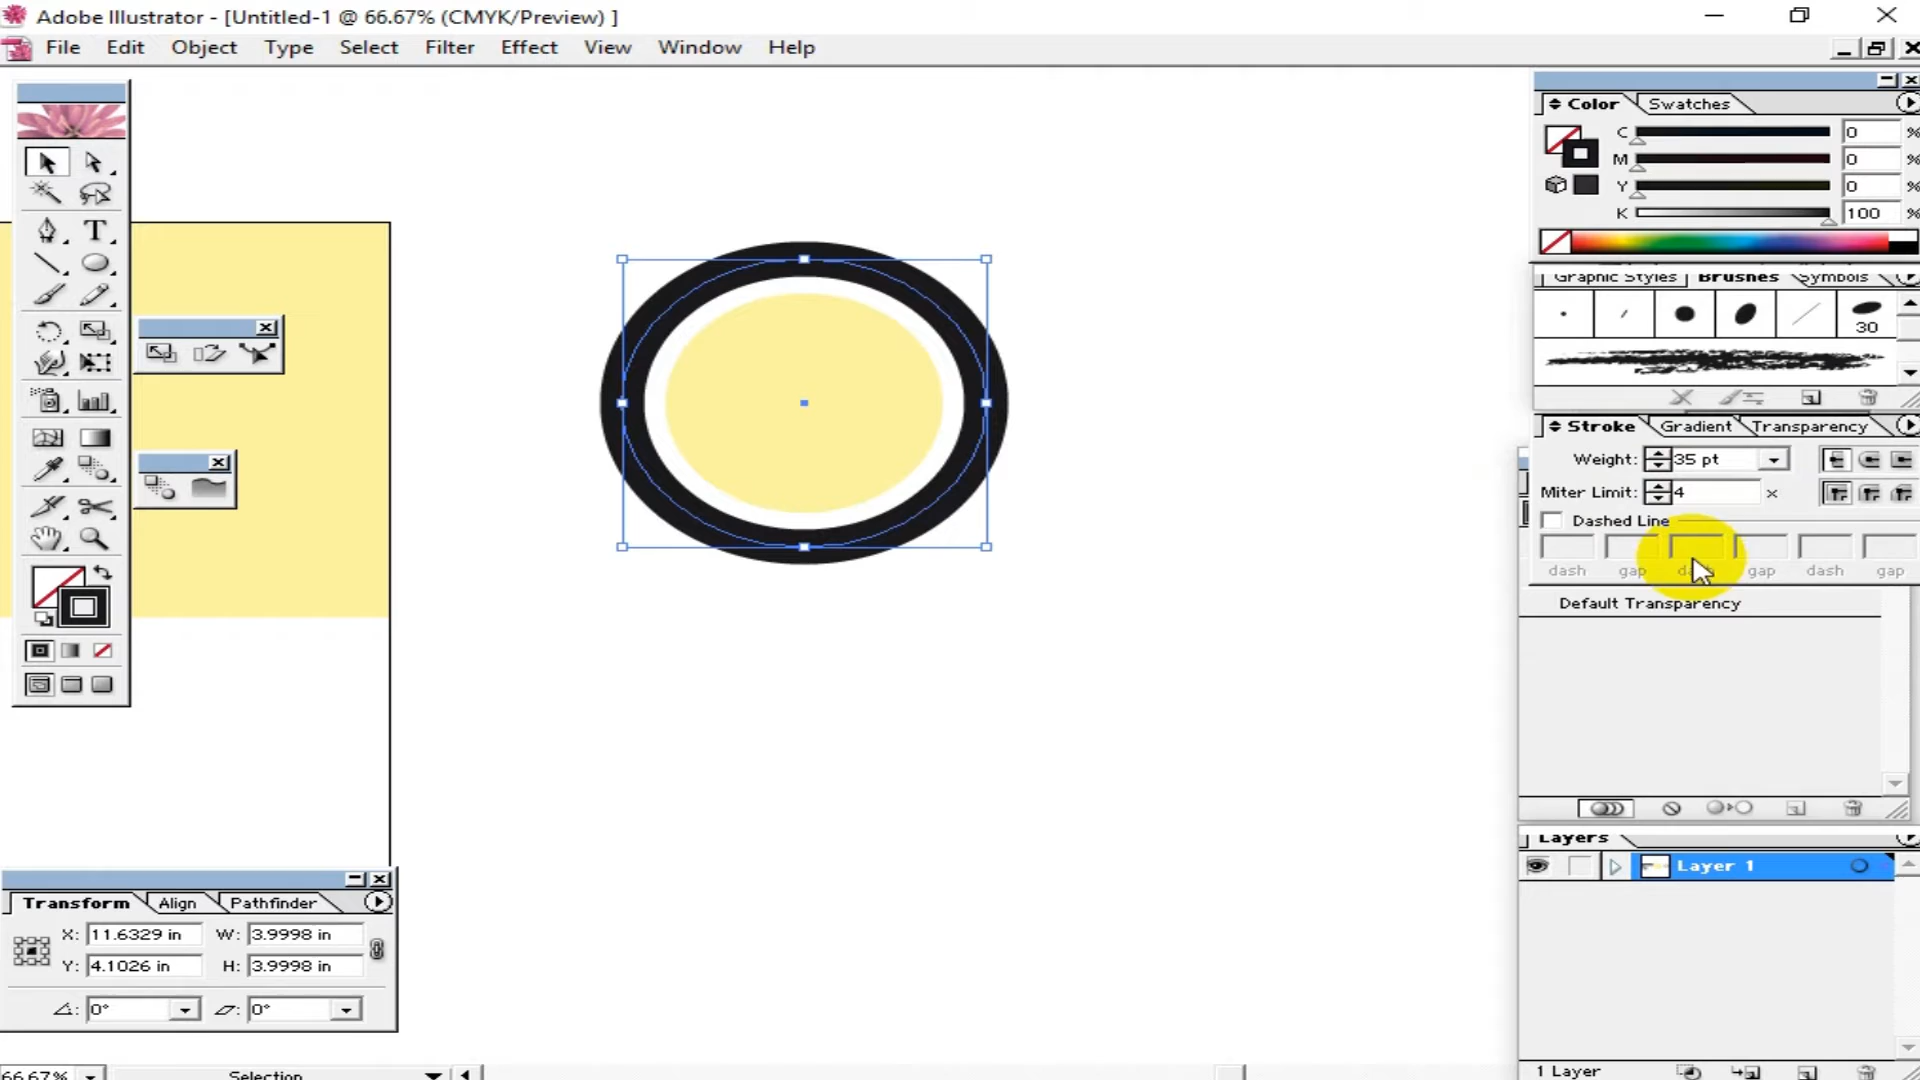 Adobe Illustrator - [Untitled-1 @ 66.67% (CMYK/Preview) ]
File Edit Object Type Select Filter Effect View Window Help
Color Swatches
C 0 %
M 0 %
Y 0 %
K 100 %
Graphic Styles Brushes Symbols
30
Stroke Gradient Transparency
Weight: 35 pt
Miter Limit: 4 x
Dashed Line
dash gap dash gap dash gap
Default Transparency
Layers
Layer 1
1 Layer
Transform Align Pathfinder
X: 11.6329 in W: 3.9998 in
Y: 4.1026 in H: 3.9998 in
0° 0°
66.67% Selection